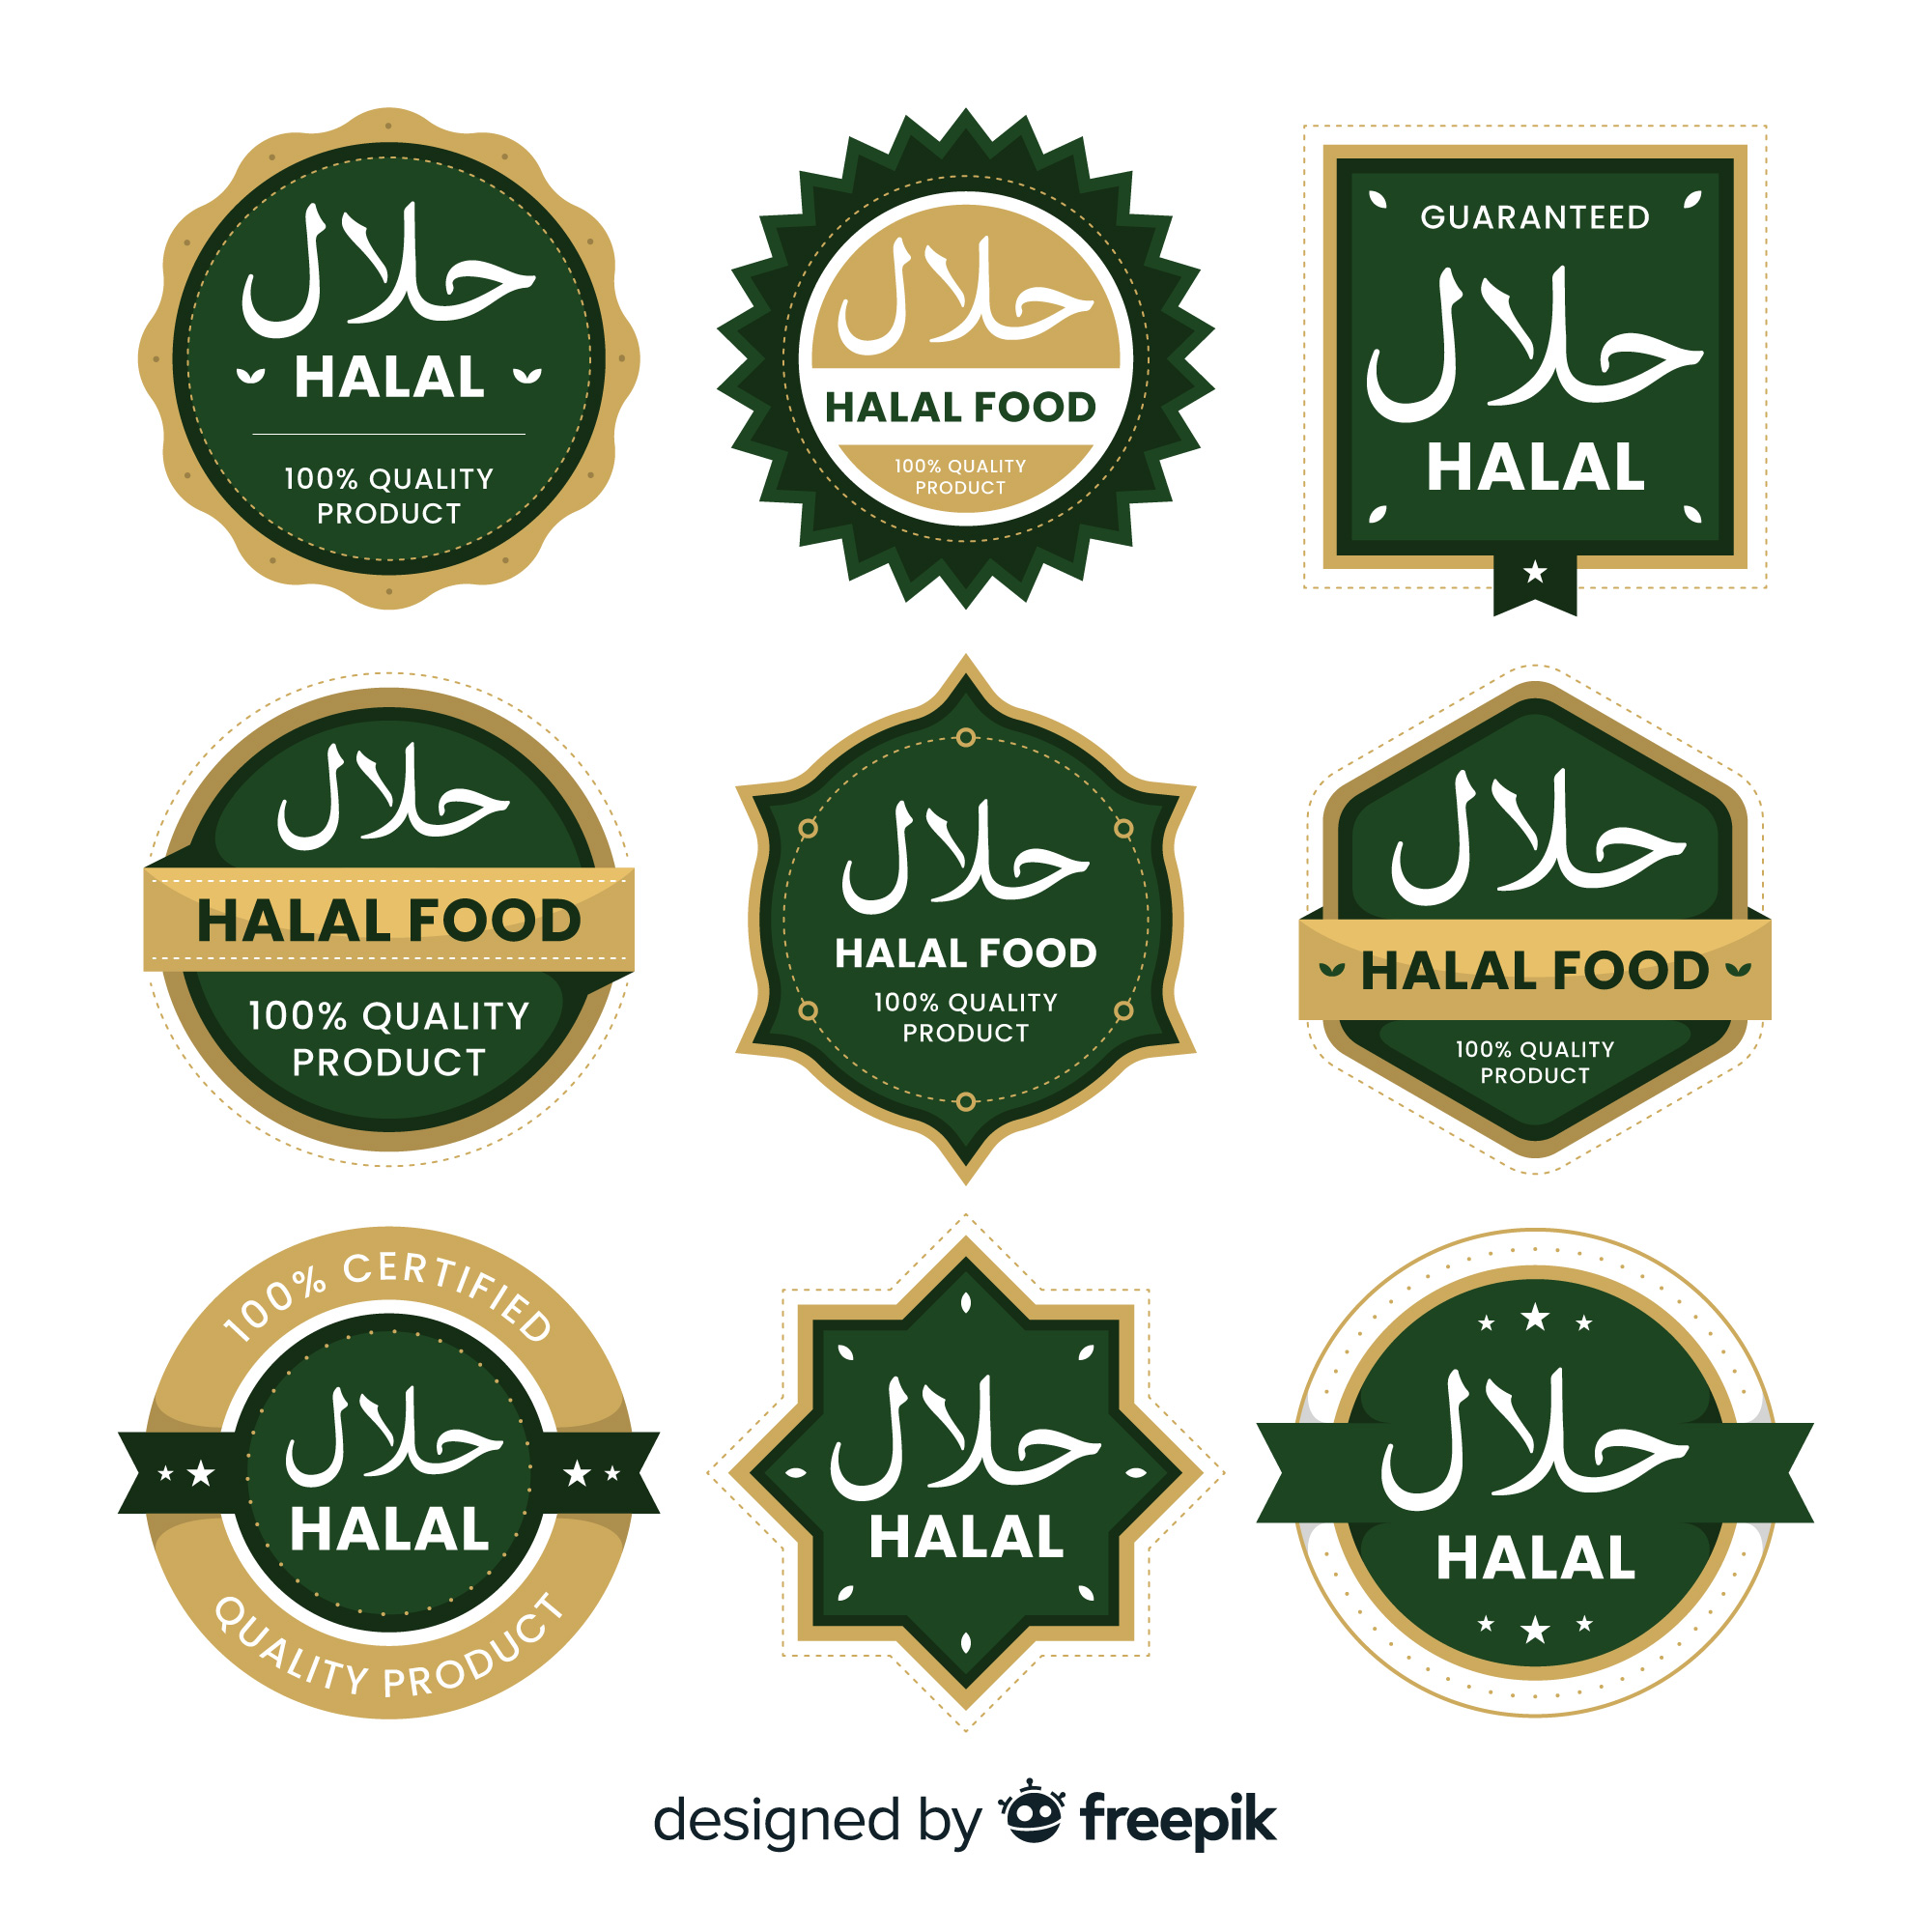 حلال
HALAL
100% QUALITY
PRODUCT
حلال
HALAL FOOD
100% QUALITY
PRODUCT
GUARANTEED
حلال
HALAL
حلال
HALAL FOOD
100% QUALITY
PRODUCT
حلال
HALAL FOOD
100% QUALITY
PRODUCT
حلال
HALAL FOOD
100% QUALITY
PRODUCT
100% CERTIFIED
حلال
HALAL
QUALITY PRODUCT
حلال
HALAL
حلال
HALAL
designed by freepik